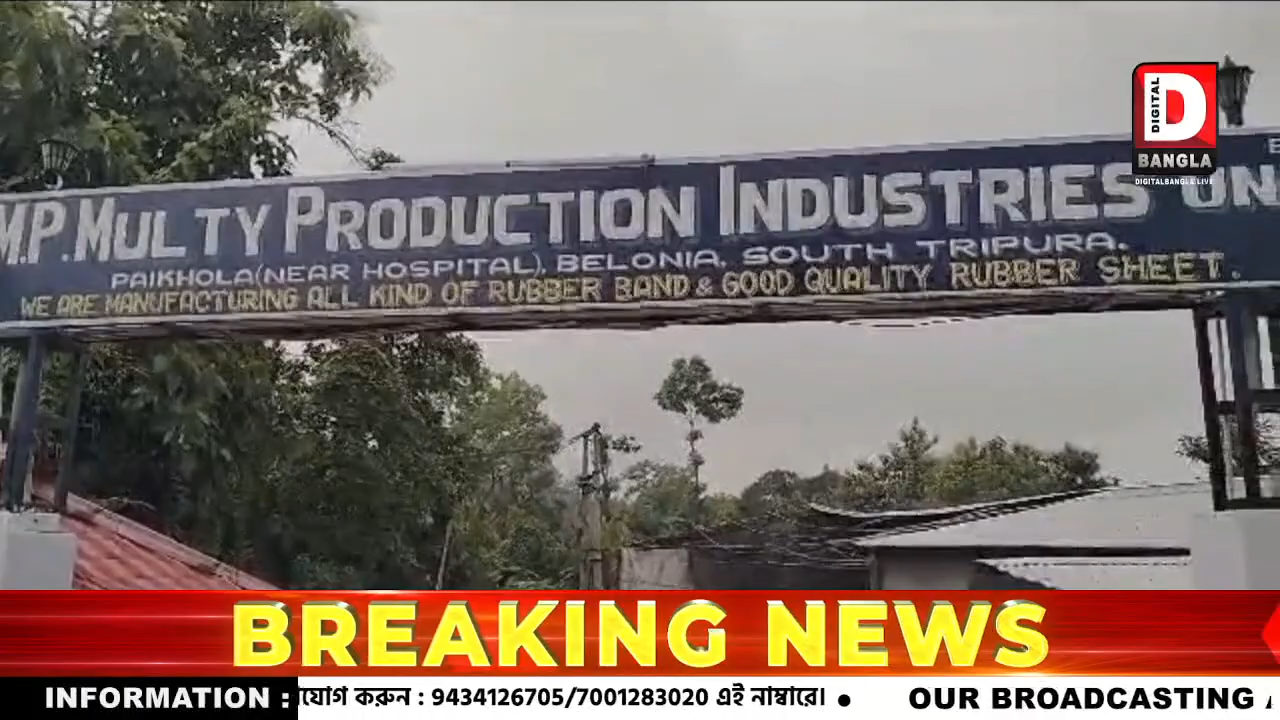 DIGITAL
D
BANGLA
DIGITALBANGLA.LIVE
M.P. MULTY PRODUCTION INDUSTRIES UN
PAIKHOLA(NEAR HOSPITAL), BELONIA, SOUTH TRIPURA.
WE ARE MANUFACTURING ALL KIND OF RUBBER BAND & GOOD QUALITY RUBBER SHEET.
BREAKING NEWS
INFORMATION : যোগ করুন : 9434126705/7001283020 এই নাম্বারে। ● OUR BROADCASTING